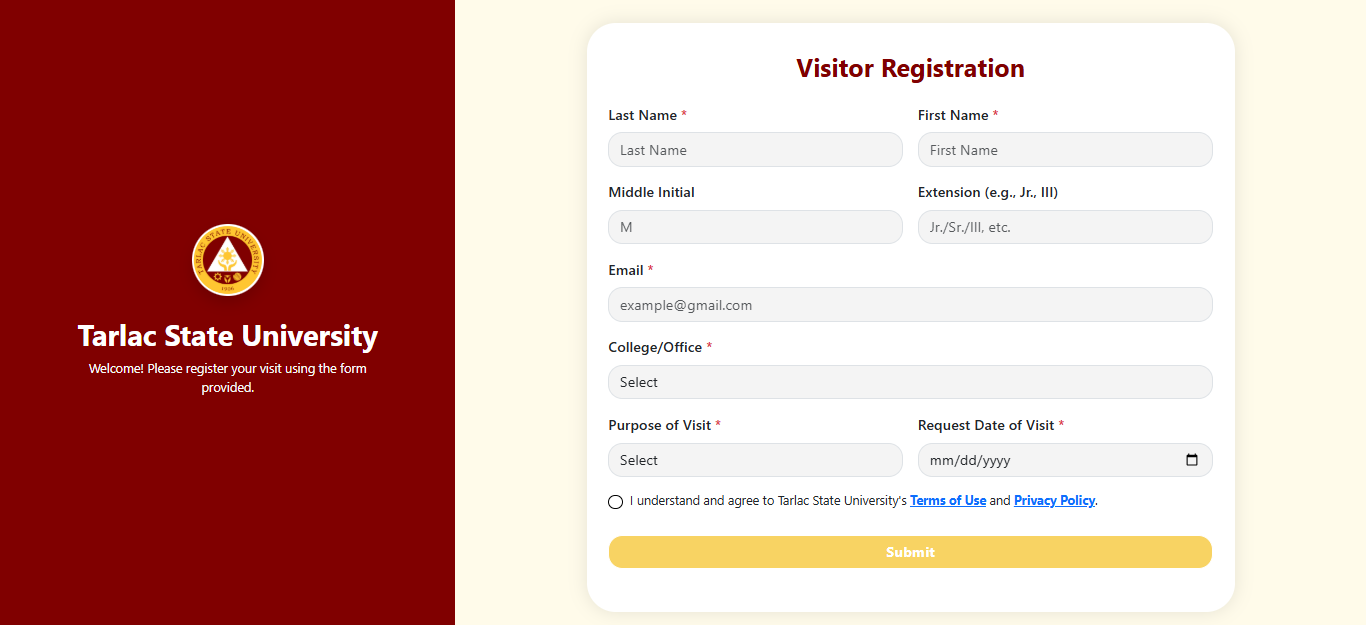 TARLAC STATE UNIVERSITY
1906
Tarlac State University
Welcome! Please register your visit using the form
provided.
Visitor Registration
Last Name *
First Name *
Last Name
First Name
Middle Initial
Extension (e.g., Jr., III)
M
Jr./Sr./III, etc.
Email *
example@gmail.com
College/Office *
Select
Purpose of Visit *
Request Date of Visit *
Select
mm/dd/yyyy
I understand and agree to Tarlac State University's Terms of Use and Privacy Policy.
Submit